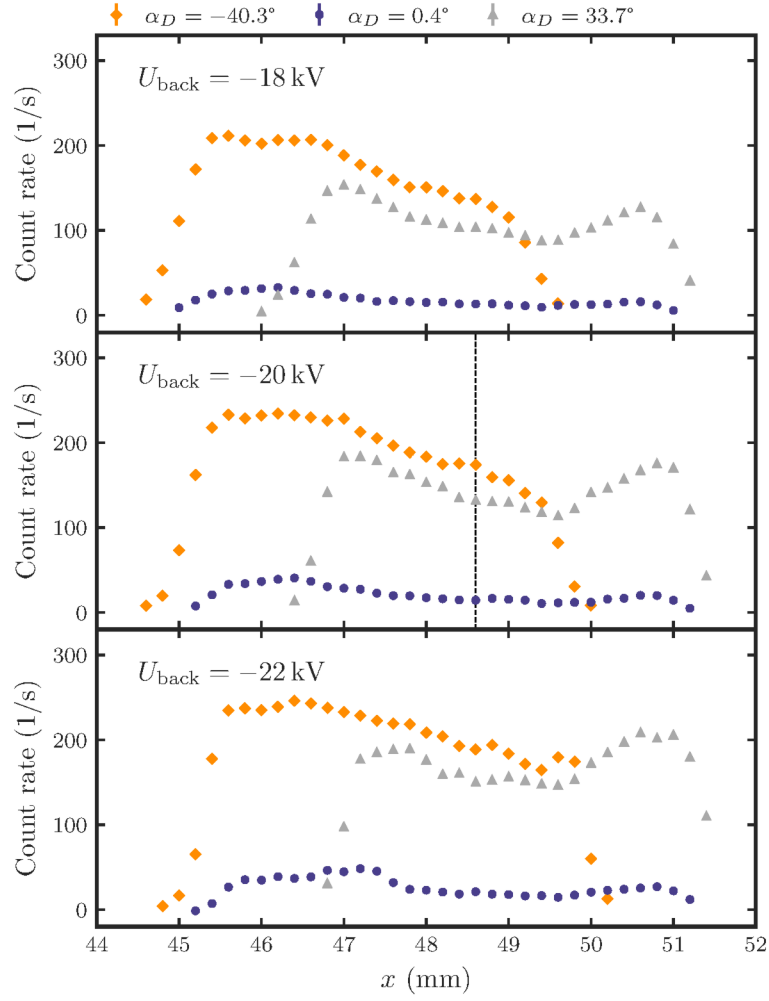 α_D = −40.3° α_D = 0.4° α_D = 33.7°
300
U_back = −18 kV
200
100
0
Count rate (1/s)
300
U_back = −20 kV
200
100
0
Count rate (1/s)
300
U_back = −22 kV
200
100
0
Count rate (1/s)
44 45 46 47 48 49 50 51 52
x (mm)